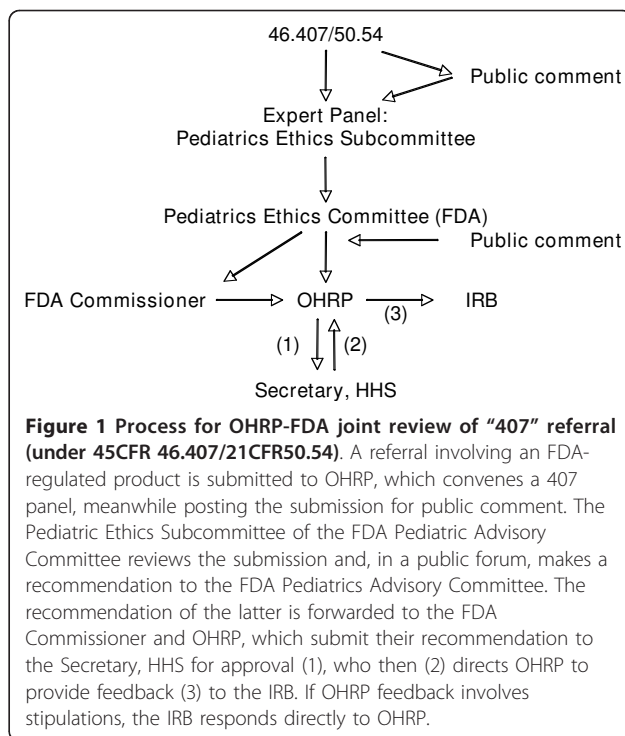 46.407/50.54
Public comment
Expert Panel:
Pediatrics Ethics Subcommittee
Pediatrics Ethics Committee (FDA)
Public comment
FDA Commissioner
OHRP
(3)
IRB
(1)
(2)
Secretary, HHS
Figure 1 Process for OHRP-FDA joint review of “407” referral
(under 45CFR 46.407/21CFR50.54). A referral involving an FDA-
regulated product is submitted to OHRP, which convenes a 407
panel, meanwhile posting the submission for public comment. The
Pediatric Ethics Subcommittee of the FDA Pediatric Advisory
Committee reviews the submission and, in a public forum, makes a
recommendation to the FDA Pediatrics Advisory Committee. The
recommendation of the latter is forwarded to the FDA
Commissioner and OHRP, which submit their recommendation to
the Secretary, HHS for approval (1), who then (2) directs OHRP to
provide feedback (3) to the IRB. If OHRP feedback involves
stipulations, the IRB responds directly to OHRP.